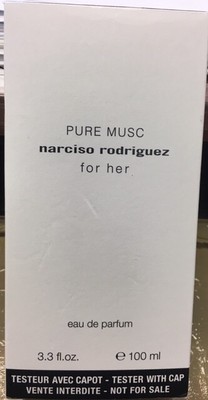 PURE MUSC
narciso rodriguez
for her
eau de parfum
3.3 fl.oz. ℮ 100 ml
TESTEUR AVEC CAPOT - TESTER WITH CAP
VENTE INTERDITE - NOT FOR SALE